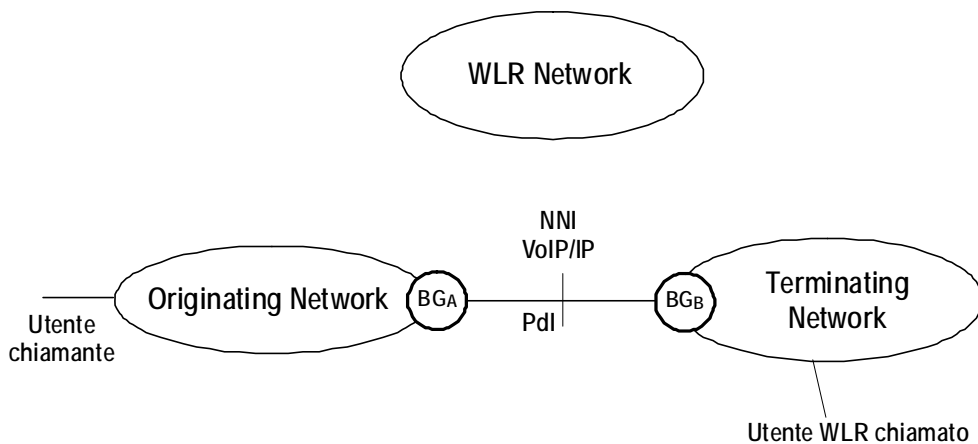 WLR Network
NNI
VoIP/IP
Originating Network
BGA
BGB
Terminating
Network
PdI
Utente
chiamante
Utente WLR chiamato